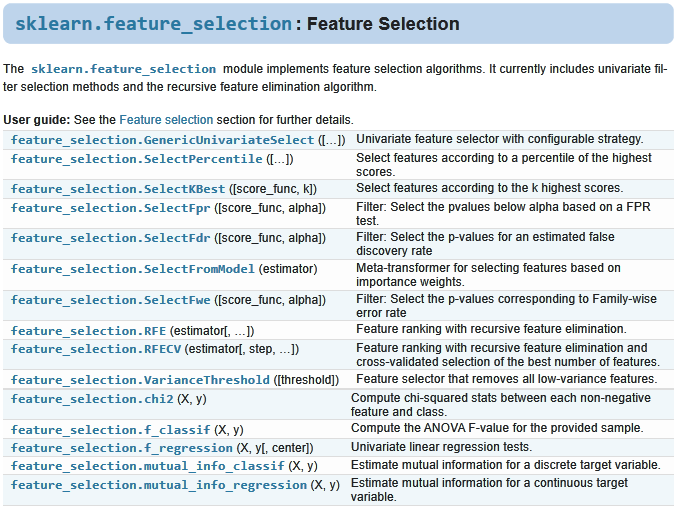 sklearn.feature_selection: Feature Selection
The sklearn.feature_selection module implements feature selection algorithms. It currently includes univariate fil-
ter selection methods and the recursive feature elimination algorithm.
User guide: See the Feature selection section for further details.
feature_selection.GenericUnivariateSelect ([…]) Univariate feature selector with configurable strategy.
feature_selection.SelectPercentile ([…]) Select features according to a percentile of the highest
scores.
feature_selection.SelectKBest ([score_func, k]) Select features according to the k highest scores.
feature_selection.SelectFpr ([score_func, alpha]) Filter: Select the pvalues below alpha based on a FPR
test.
feature_selection.SelectFdr ([score_func, alpha]) Filter: Select the p-values for an estimated false
discovery rate
feature_selection.SelectFromModel (estimator) Meta-transformer for selecting features based on
importance weights.
feature_selection.SelectFwe ([score_func, alpha]) Filter: Select the p-values corresponding to Family-wise
error rate
feature_selection.RFE (estimator[, …]) Feature ranking with recursive feature elimination.
feature_selection.RFECV (estimator[, step, …]) Feature ranking with recursive feature elimination and
cross-validated selection of the best number of features.
feature_selection.VarianceThreshold ([threshold]) Feature selector that removes all low-variance features.
feature_selection.chi2 (X, y) Compute chi-squared stats between each non-negative
feature and class.
feature_selection.f_classif (X, y) Compute the ANOVA F-value for the provided sample.
feature_selection.f_regression (X, y[, center]) Univariate linear regression tests.
feature_selection.mutual_info_classif (X, y) Estimate mutual information for a discrete target variable.
feature_selection.mutual_info_regression (X, y) Estimate mutual information for a continuous target
variable.